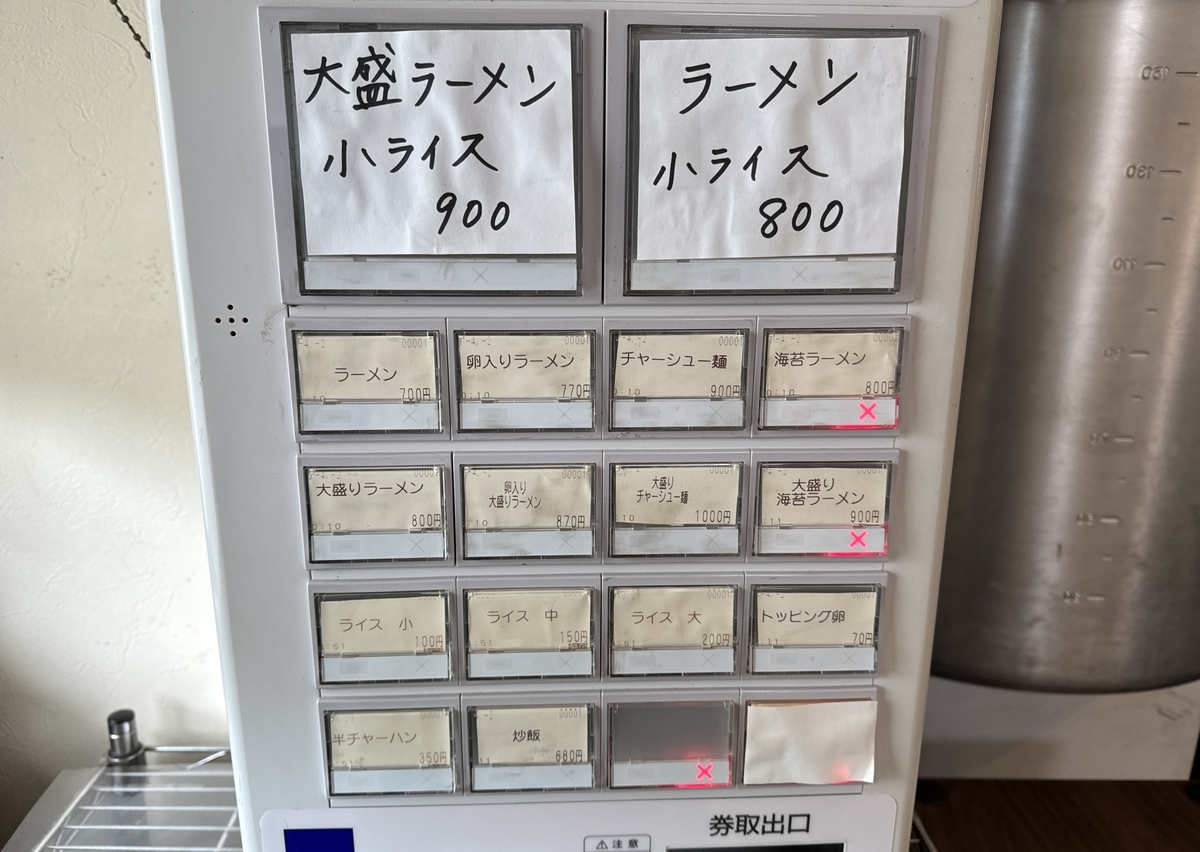 大盛ラーメン
小ライス
900
ラーメン
小ライス
800
ラーメン
700円
卵入りラーメン
770円
チャーシュー麺
900円
海苔ラーメン
800円
大盛りラーメン
800円
卵入り
大盛りラーメン
870円
大盛り
チャーシュー麺
1000円
大盛り
海苔ラーメン
900円
ライス 小
100円
ライス 中
150円
ライス 大
200円
トッピング卵
70円
半チャーハン
350円
炒飯
680円
券取出口
注意